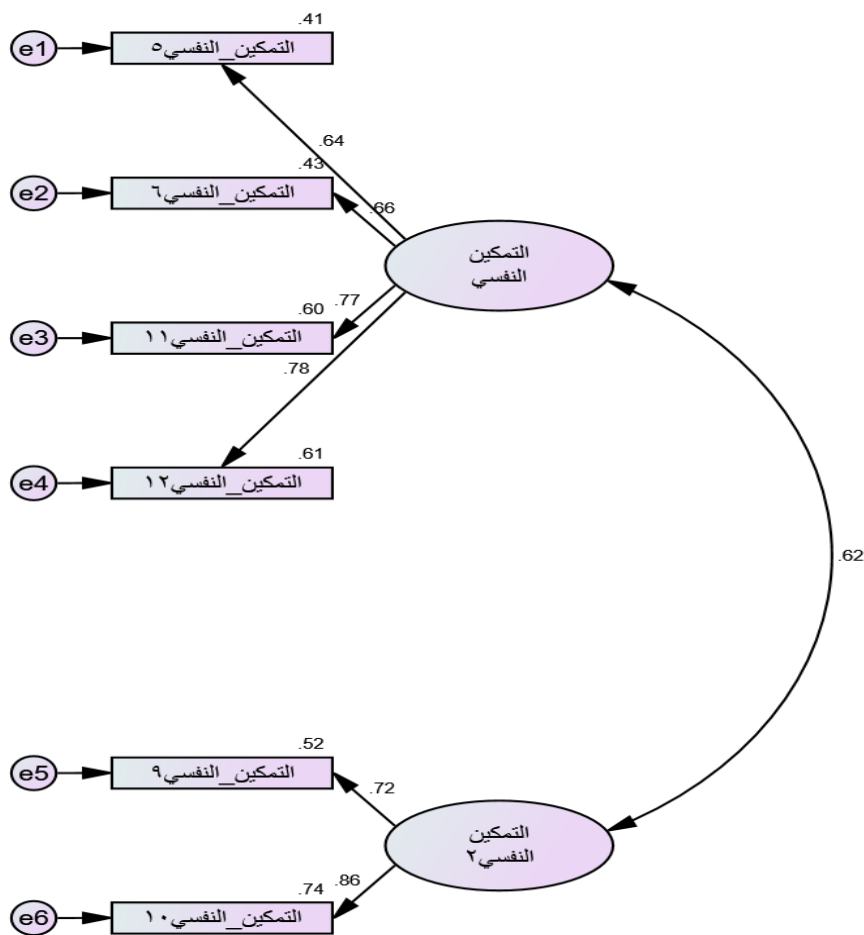 .41
e1
التمكين_النفسي٥
.64
.43
e2
التمكين_النفسي٦
.66
التمكين
النفسي
.60
.77
e3
التمكين_النفسي١١
.78
.61
e4
التمكين_النفسي١٢
.62
.52
e5
التمكين_النفسي٩
.72
التمكين
النفسي٢
.74
.86
e6
التمكين_النفسي١٠